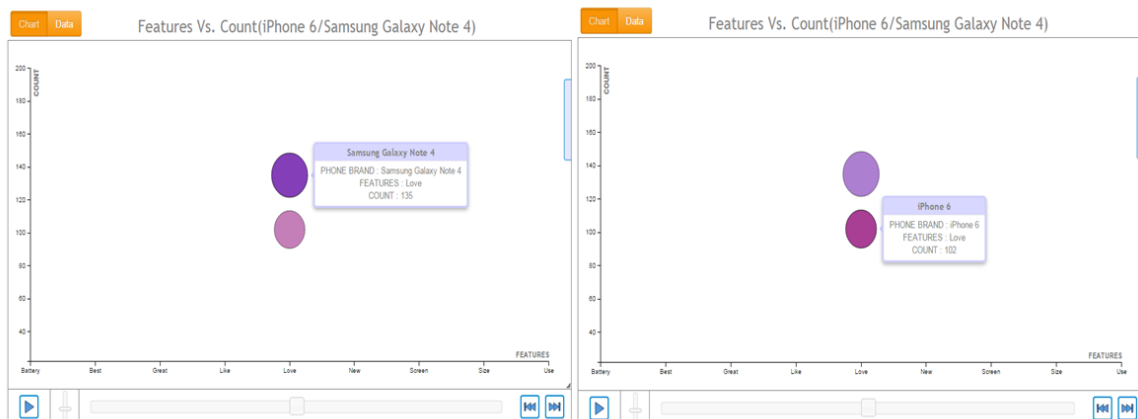 Chart Data
Features Vs. Count(iPhone 6/Samsung Galaxy Note 4)
COUNT
200
180
160
140
120
100
80
60
40
Samsung Galaxy Note 4
PHONE BRAND : Samsung Galaxy Note 4
FEATURES : Love
COUNT : 135
FEATURES
Battery Best Great Like Love New Screen Size Use
Chart Data
Features Vs. Count(iPhone 6/Samsung Galaxy Note 4)
COUNT
200
180
160
140
120
100
80
60
40
iPhone 6
PHONE BRAND : iPhone 6
FEATURES : Love
COUNT : 102
FEATURES
Battery Best Great Like Love New Screen Size Use